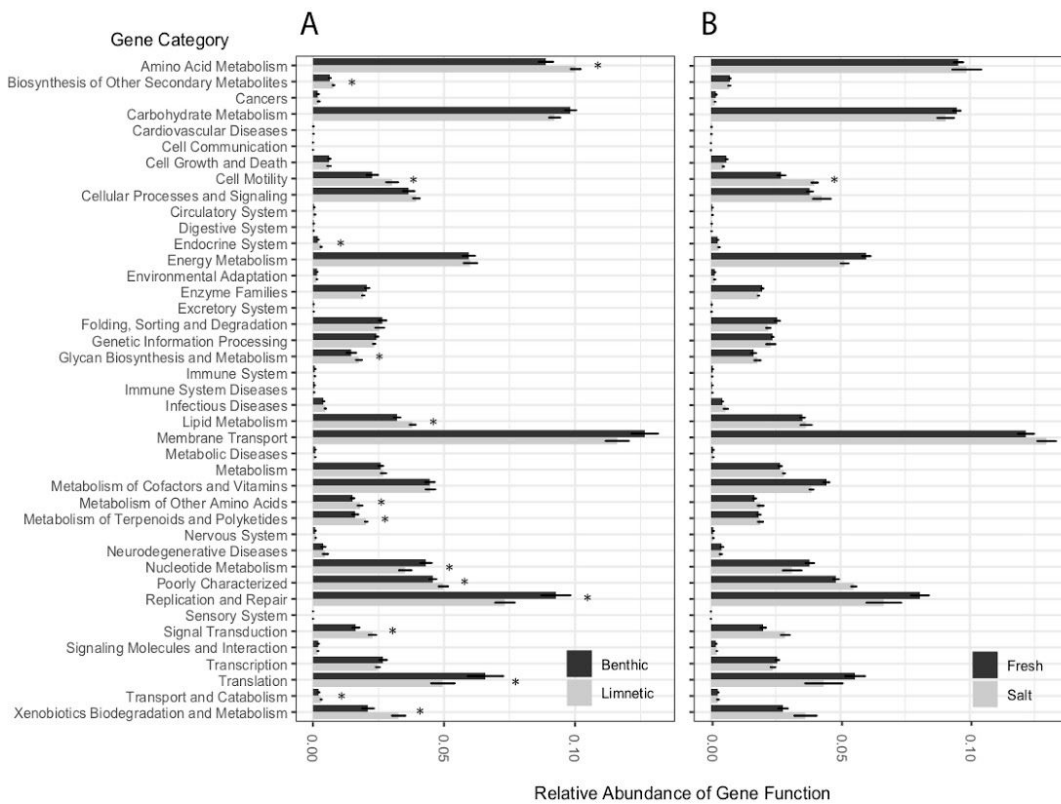 A
B
Gene Category
Amino Acid Metabolism
*
Biosynthesis of Other Secondary Metabolites
*
Cancers
Carbohydrate Metabolism
Cardiovascular Diseases
Cell Communication
Cell Growth and Death
Cell Motility
*
*
Cellular Processes and Signaling
Circulatory System
Digestive System
Endocrine System
*
Energy Metabolism
Environmental Adaptation
Enzyme Families
Excretory System
Folding, Sorting and Degradation
Genetic Information Processing
Glycan Biosynthesis and Metabolism
*
Immune System
Immune System Diseases
Infectious Diseases
Lipid Metabolism
*
Membrane Transport
Metabolic Diseases
Metabolism
Metabolism of Cofactors and Vitamins
Metabolism of Other Amino Acids
*
Metabolism of Terpenoids and Polyketides
*
Nervous System
Neurodegenerative Diseases
Nucleotide Metabolism
*
Poorly Characterized
*
Replication and Repair
*
Sensory System
Signal Transduction
*
Signaling Molecules and Interaction
Transcription
Translation
*
Transport and Catabolism
*
Xenobiotics Biodegradation and Metabolism
*
Benthic
Limnetic
Fresh
Salt
0.00
0.05
0.10
0.00
0.05
0.10
Relative Abundance of Gene Function